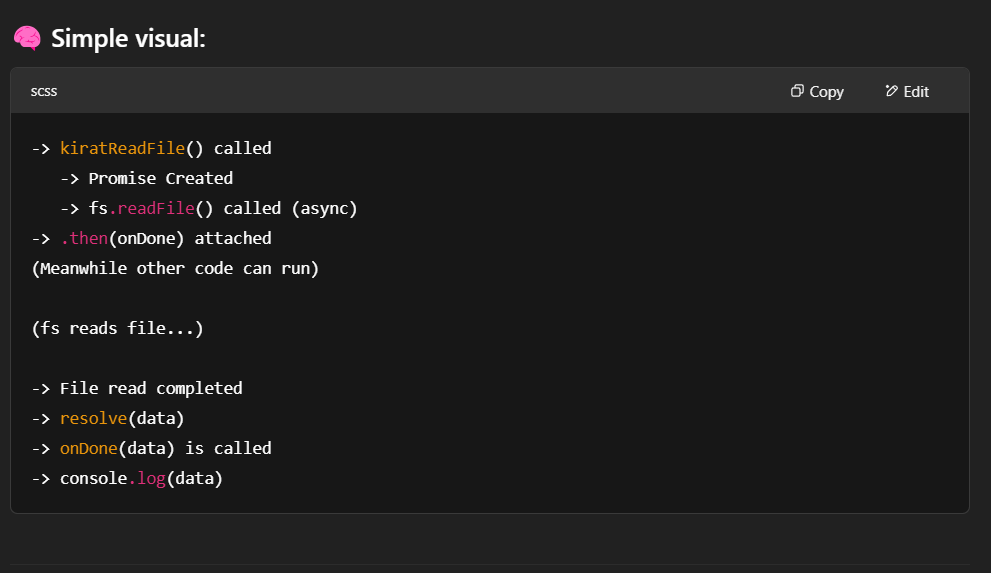 🧠 Simple visual:
scss
Copy
Edit
-> kiratReadFile() called
   -> Promise Created
   -> fs.readFile() called (async)
-> .then(onDone) attached
(Meanwhile other code can run)
(fs reads file...)
-> File read completed
-> resolve(data)
-> onDone(data) is called
-> console.log(data)